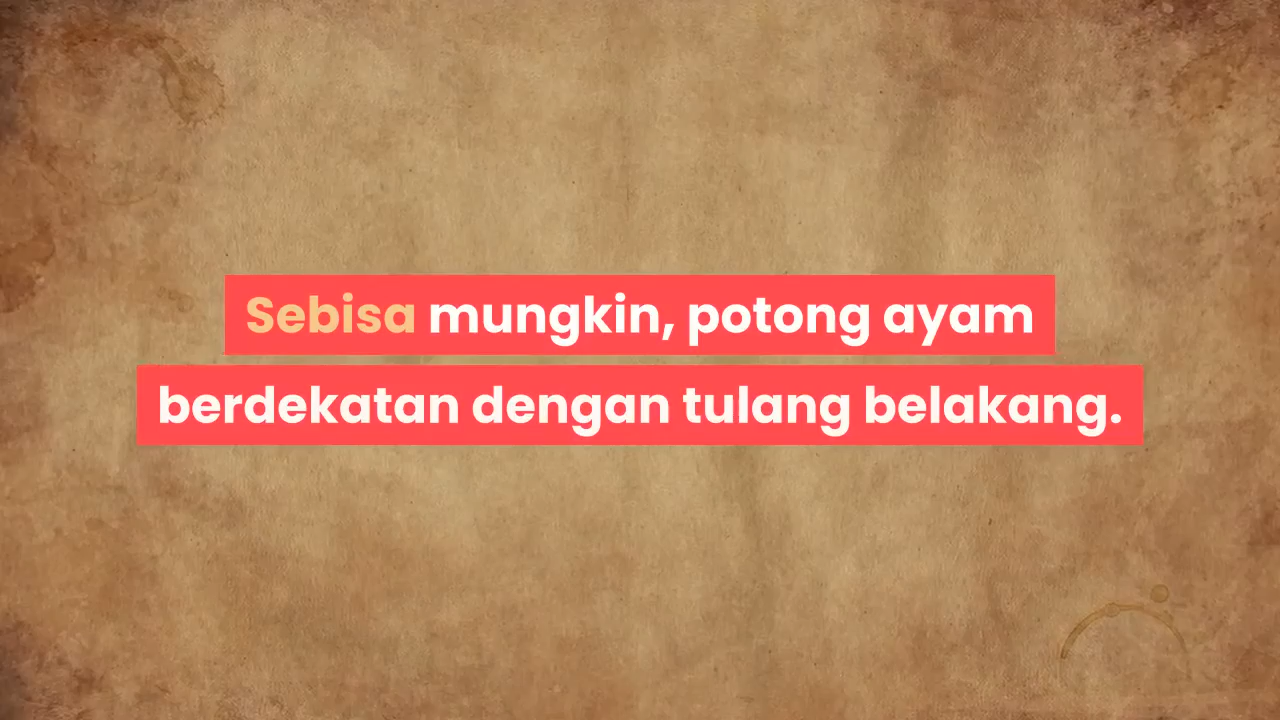 Sebisa mungkin, potong ayam
berdekatan dengan tulang belakang.